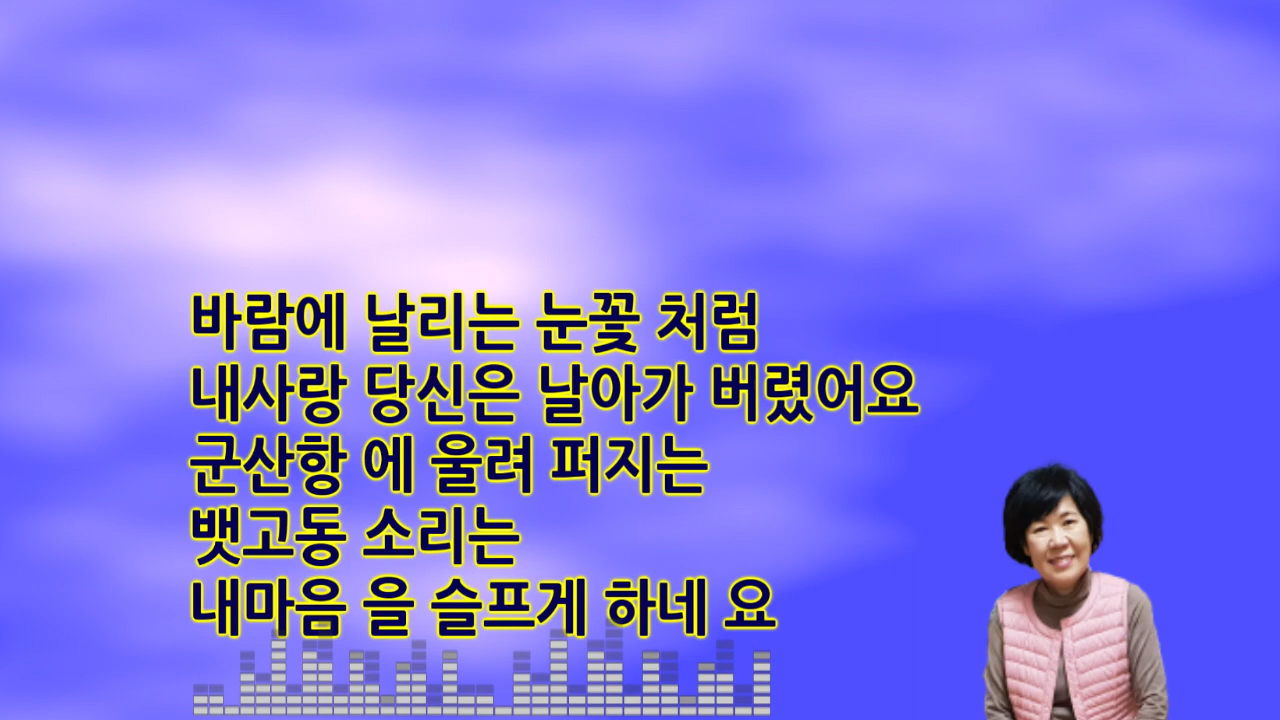 바람에 날리는 눈꽃 처럼
내사랑 당신은 날아가 버렸어요
군산항 에 울려 퍼지는
뱃고동 소리는
내마음 을 슬프게 하네 요